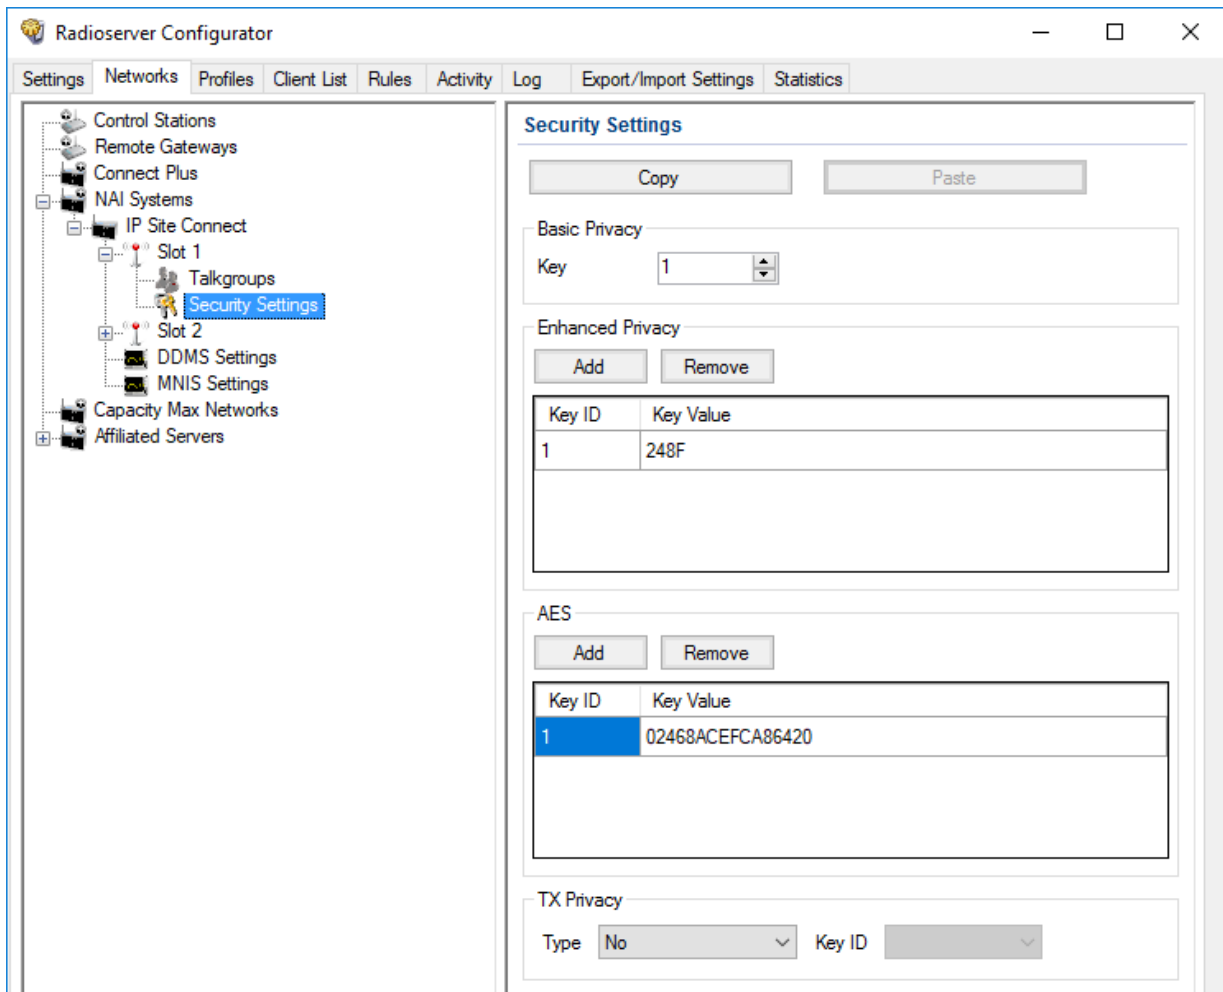 Radioserver Configurator
Settings Networks Profiles Client List Rules Activity Log Export/Import Settings Statistics
Control Stations
Remote Gateways
Connect Plus
NAI Systems
IP Site Connect
Slot 1
Talkgroups
Security Settings
Slot 2
DDMS Settings
MNIS Settings
Capacity Max Networks
Affiliated Servers
Security Settings
Copy Paste
Basic Privacy
Key 1
Enhanced Privacy
Add Remove
Key ID Key Value
1 248F
AES
Add Remove
Key ID Key Value
1 02468ACEFCA86420
TX Privacy
Type No Key ID